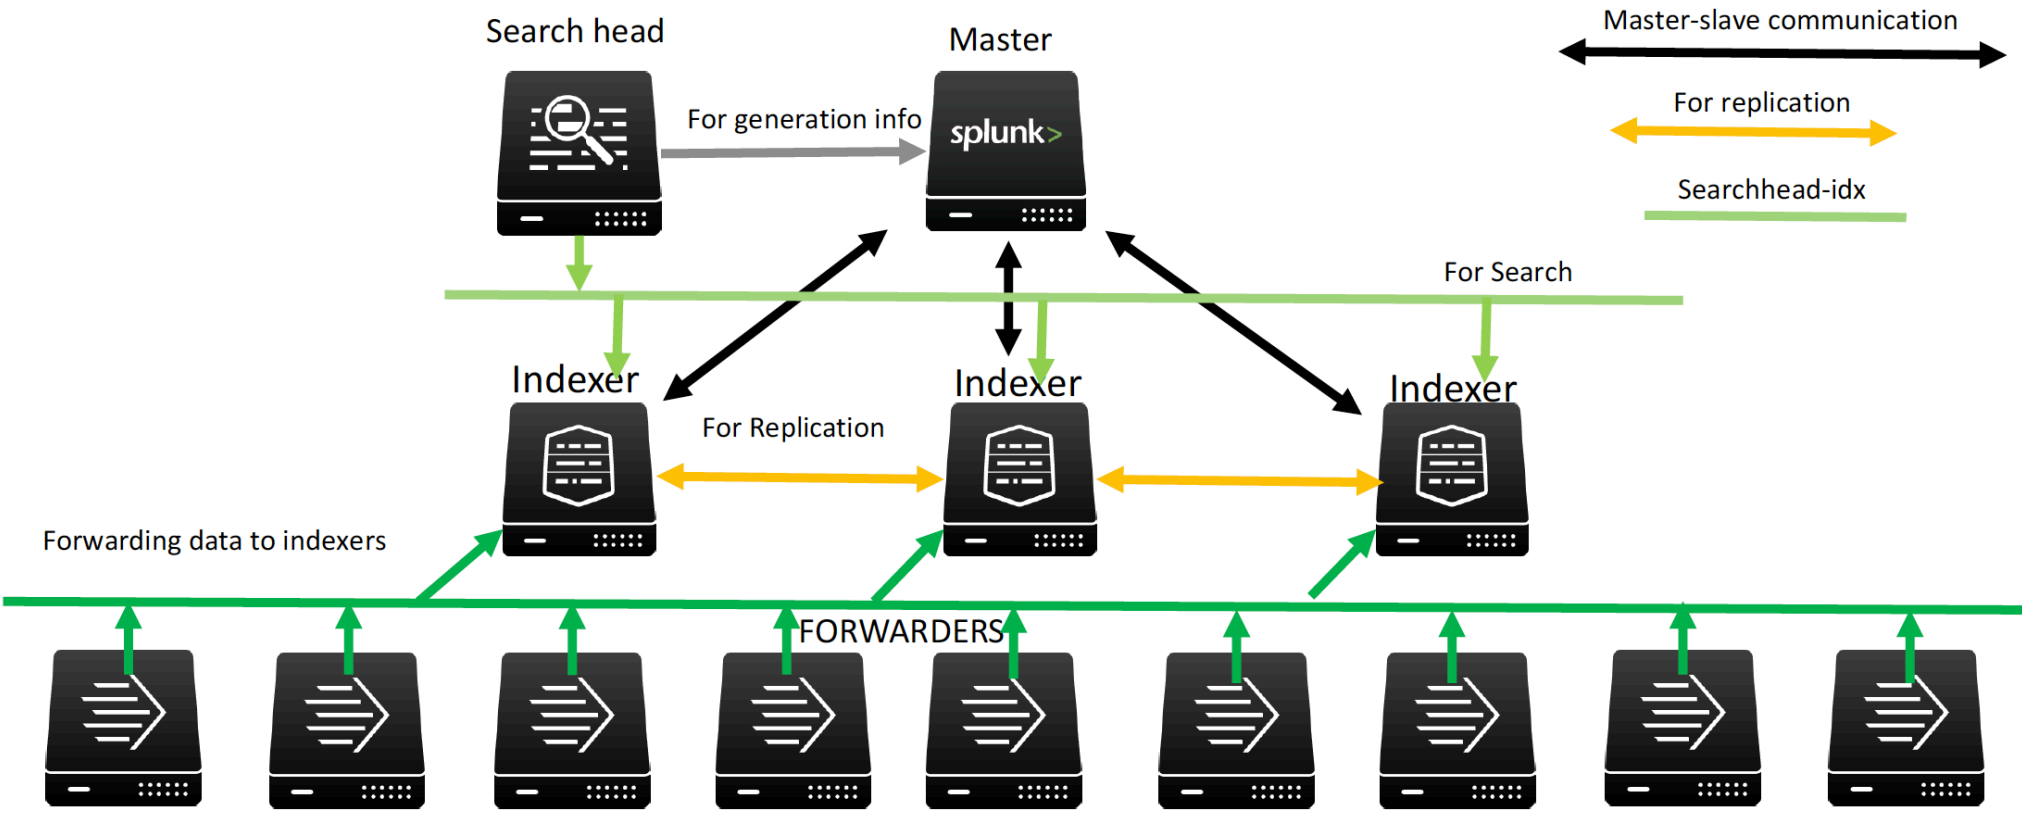 Search head
Master
Master-slave communication
For replication
Searchhead-idx
For generation info
splunk>
For Search
Indexer
Indexer
Indexer
For Replication
Forwarding data to indexers
FORWARDERS